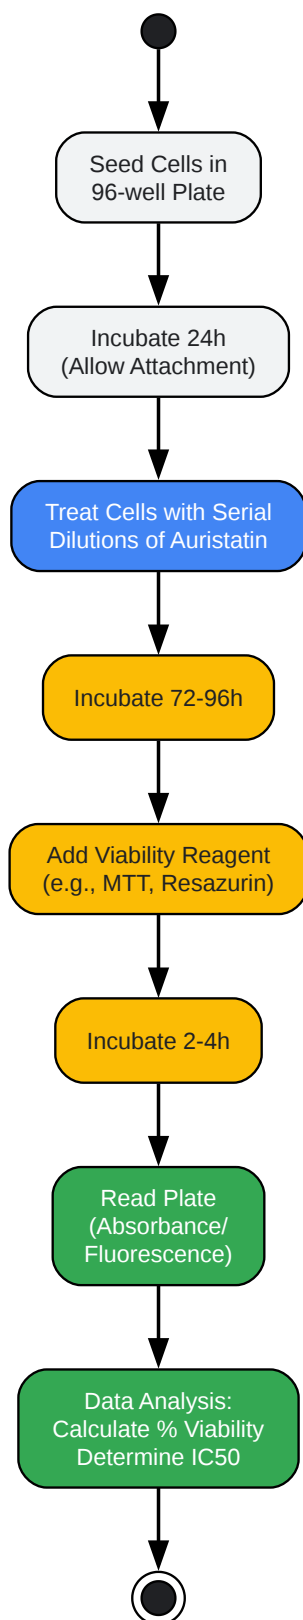 Seed Cells in
96-well Plate
Incubate 24h
(Allow Attachment)
Treat Cells with Serial
Dilutions of Auristatin
Incubate 72-96h
Add Viability Reagent
(e.g., MTT, Resazurin)
Incubate 2-4h
Read Plate
(Absorbance/
Fluorescence)
Data Analysis:
Calculate % Viability
Determine IC50